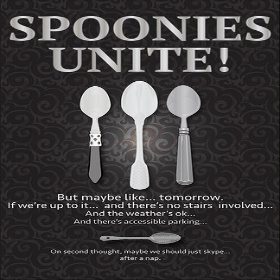 SPOONIES
UNITE!
But maybe like... tomorrow.
If we're up to it... and there's no stairs involved...
And the weather's ok...
And there's accessible parking...
On second thought, maybe we should just skype...
after a nap.